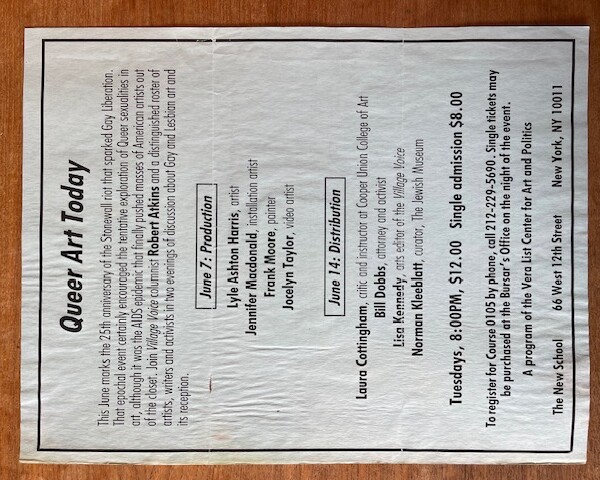 Queer Art Today
This June marks the 25th anniversary of the Stonewall riot that sparked Gay Liberation.
That epochal event certainly encouraged the tentative exploration of Queer sexualities in
art, although it was the AIDS epidemic that finally pushed masses of American artists out
of the closet. Join Village Voice columnist Robert Atkins and a distinguished roster of
artists, writers and activists in two evenings of discussion about Gay and Lesbian art and
its reception.
June 7: Production
Lyle Ashton Harris, artist
Jennifer Macdonald, installation artist
Frank Moore, painter
Jocelyn Taylor, video artist
June 14: Distribution
Laura Cottingham, critic and instructor at Cooper Union College of Art
Bill Dobbs, attorney and activist
Lisa Kennedy, arts editor of the Village Voice
Norman Kleeblatt, curator, The Jewish Museum
Tuesdays, 8:00PM, $12.00 Single admission $8.00
To register for Course 0105 by phone, call 212-229-5690. Single tickets may
be purchased at the Bursar's Office on the night of the event.
A program of the Vera List Center for Art and Politics
The New School 66 West 12th Street New York, NY 10011